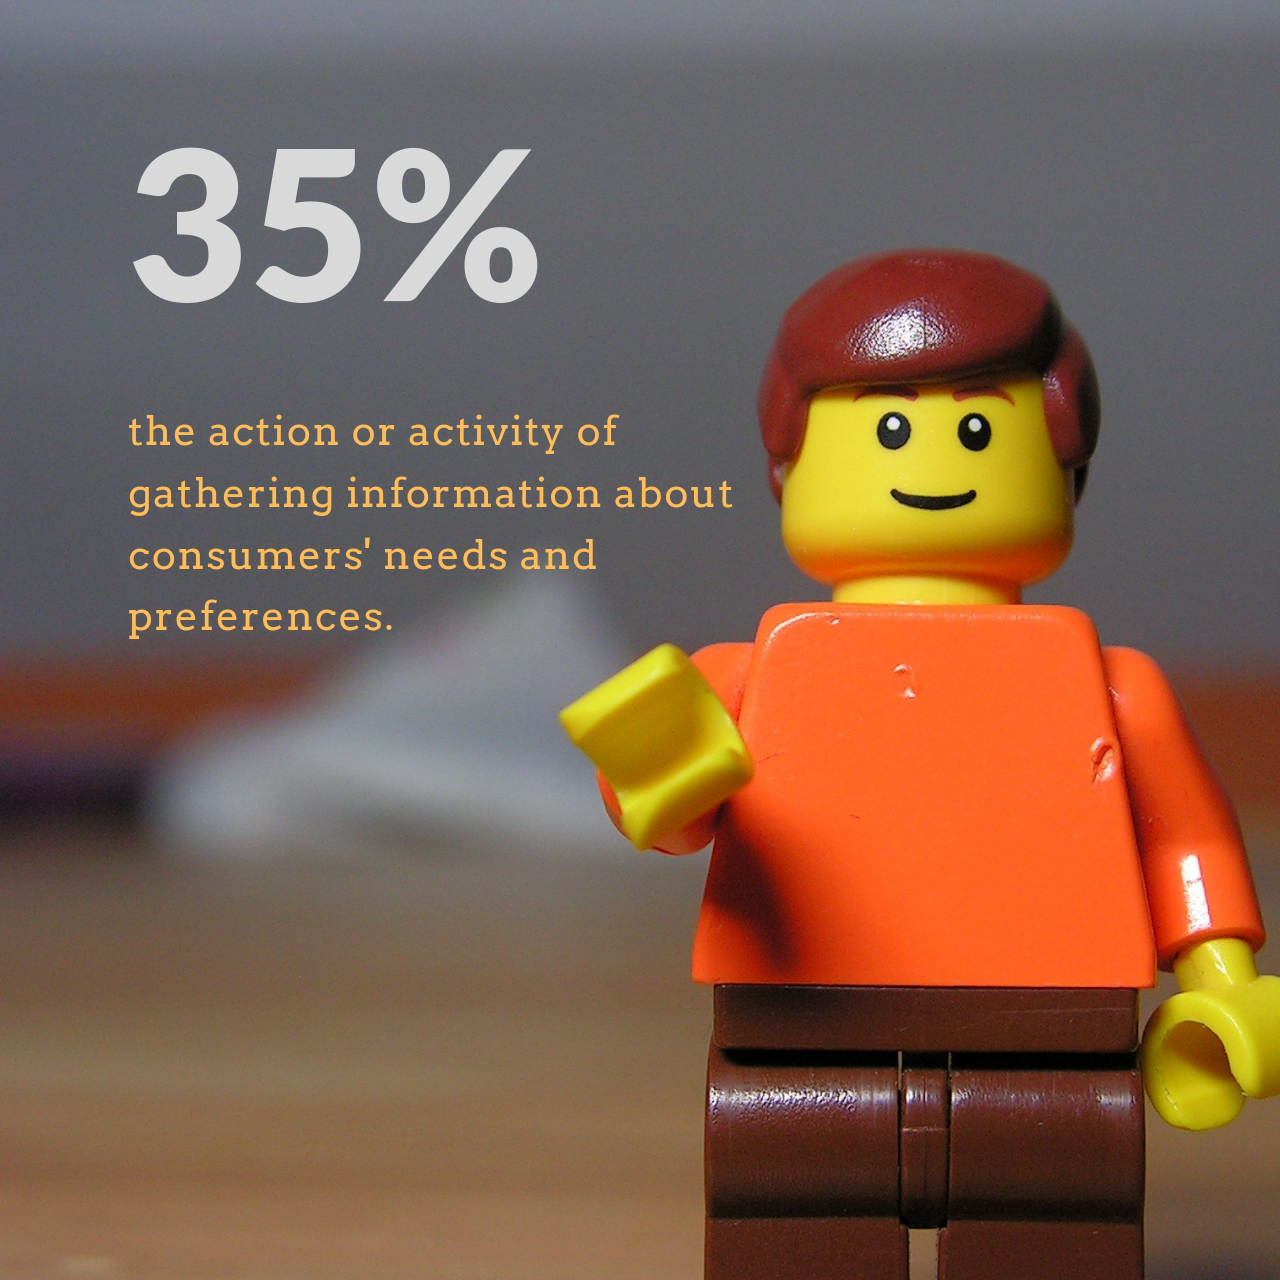 35%
the action or activity of
gathering information about
consumers' needs and
preferences.